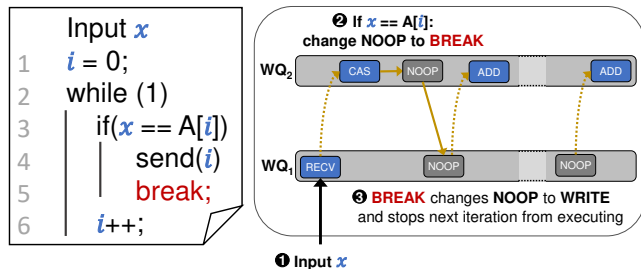 Input x
1 i = 0;
2 while (1)
3 if(x == A[i])
4 send(i)
5 break;
6 i++;
❷ If x == A[i]:
change NOOP to BREAK
WQ2 CAS NOOP ADD ADD
WQ1 RECV NOOP NOOP
❸ BREAK changes NOOP to WRITE
and stops next iteration from executing
❶ Input x